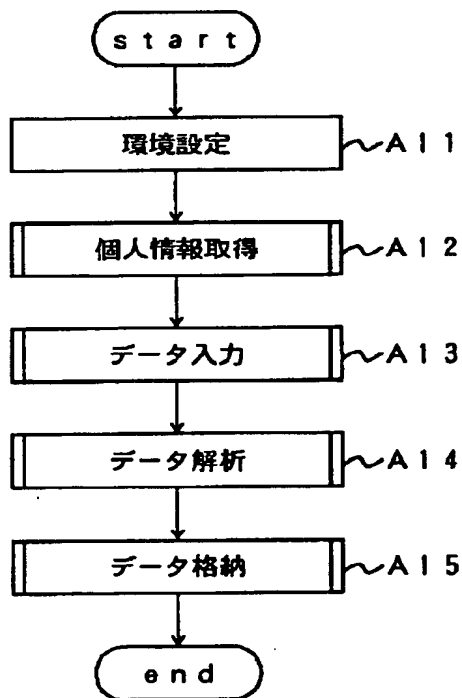 start
環境設定 A11
個人情報取得 A12
データ入力 A13
データ解析 A14
データ格納 A15
end